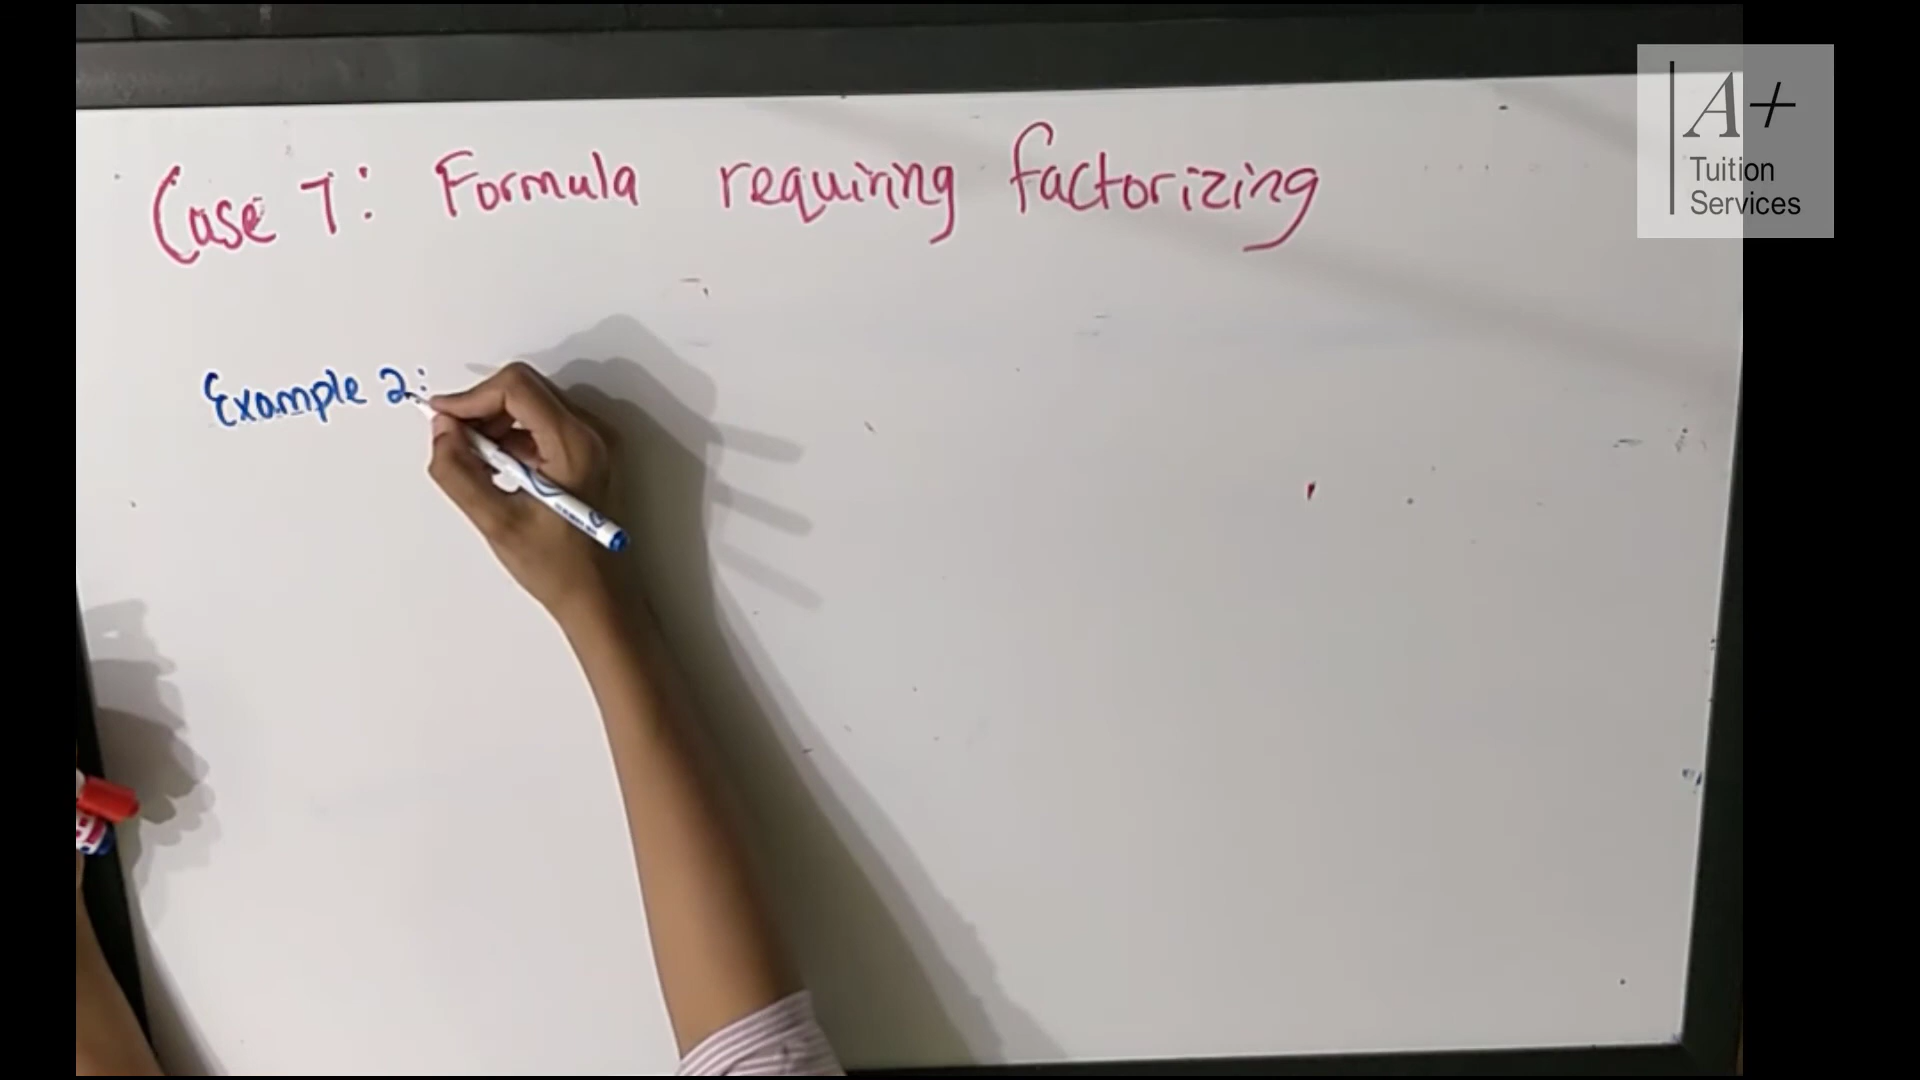 Case 7: Formula requiring factorizing
Example 2:
A+
Tuition
Services